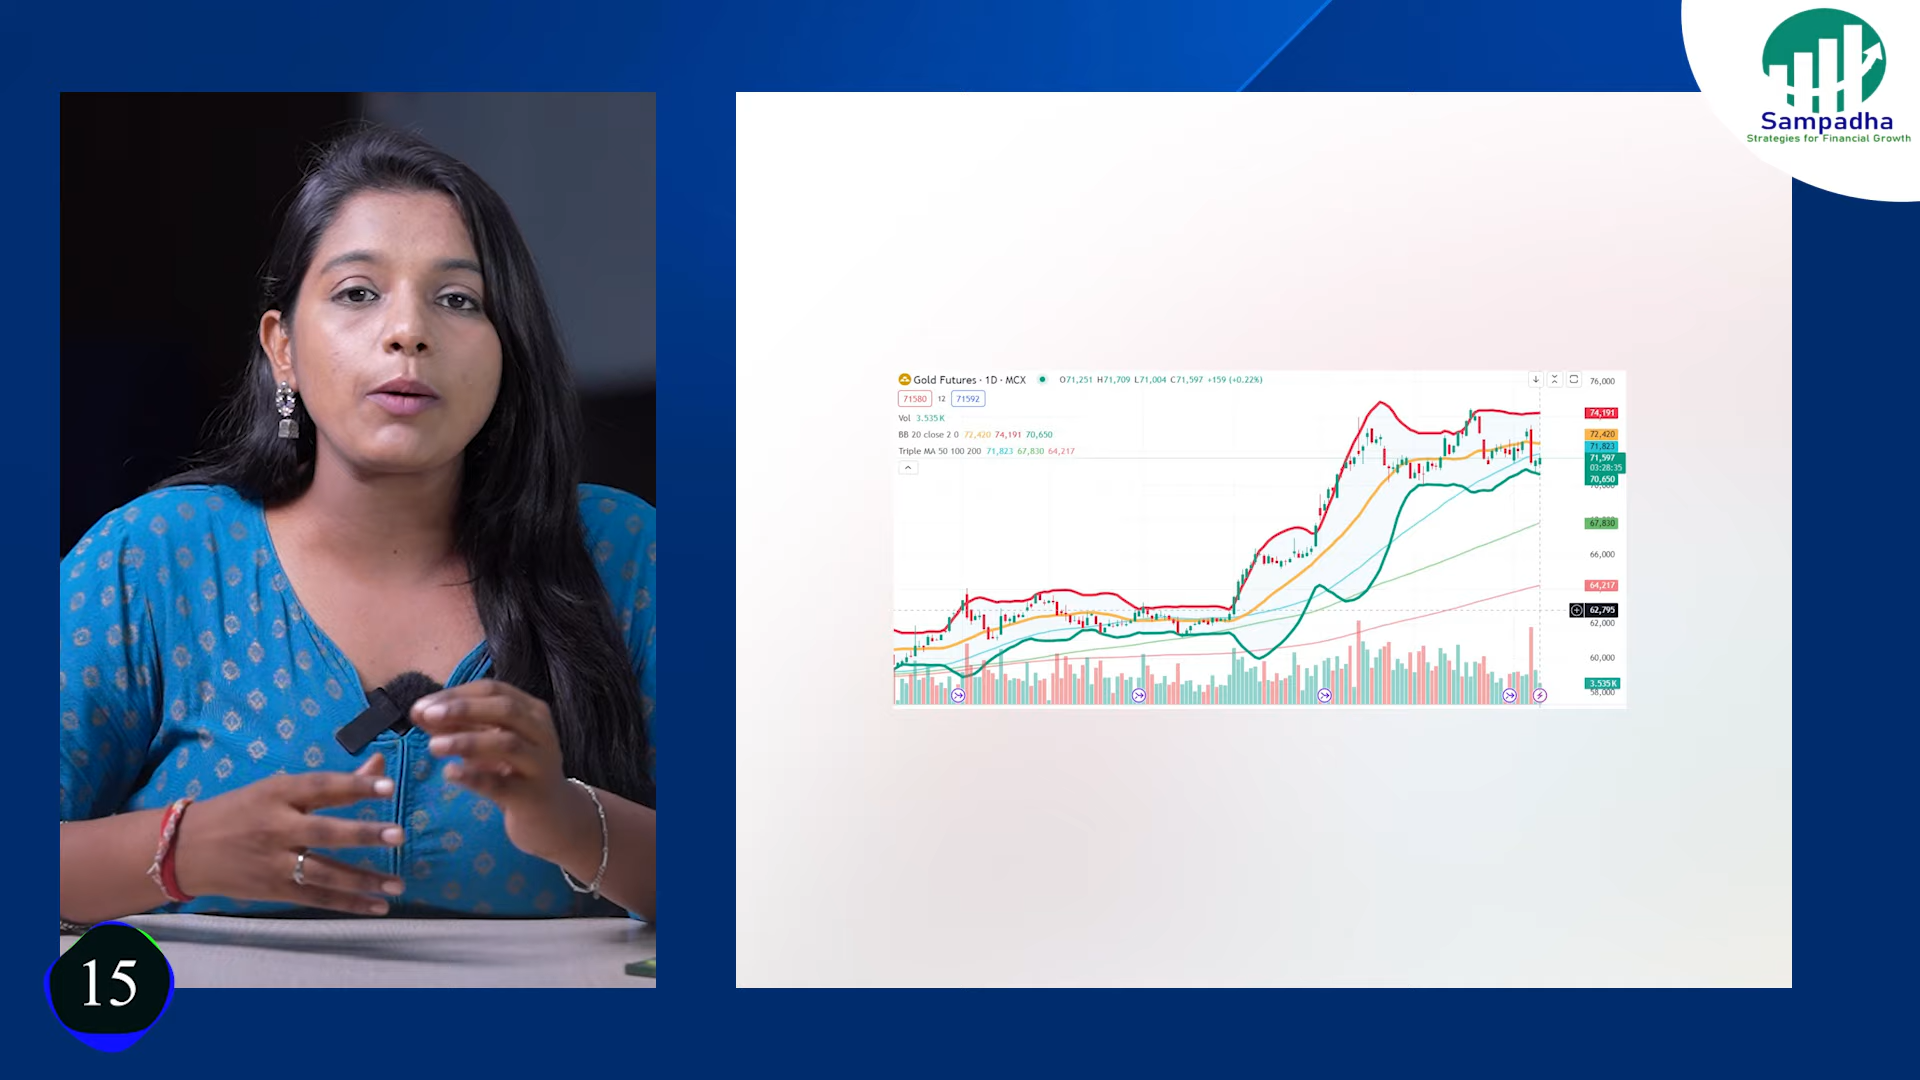 Sampadha
Strategies for Financial Growth
Gold Futures · 1D · MCX O71,251 H71,709 L71,004 C71,597 +159 (+0.22%)
71580 12 71592
Vol 3.535K
BB 20 close 2 0 72,420 74,191 70,650
Triple MA 50 100 200 71,823 67,830 64,217
76,000
74,191
72,420
71,823
71,597
03:28:35
70,650
67,830
66,000
64,217
62,795
62,000
60,000
3.535K
58,000
15